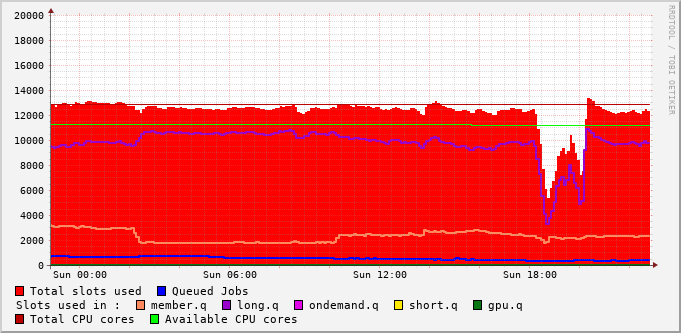 20000
18000
16000
14000
12000
10000
8000
6000
4000
2000
0
Sun 00:00 Sun 06:00 Sun 12:00 Sun 18:00
RRDTOOL / TOBI OETIKER
Total slots used Queued Jobs
Slots used in : member.q long.q ondemand.q short.q gpu.q
Total CPU cores Available CPU cores